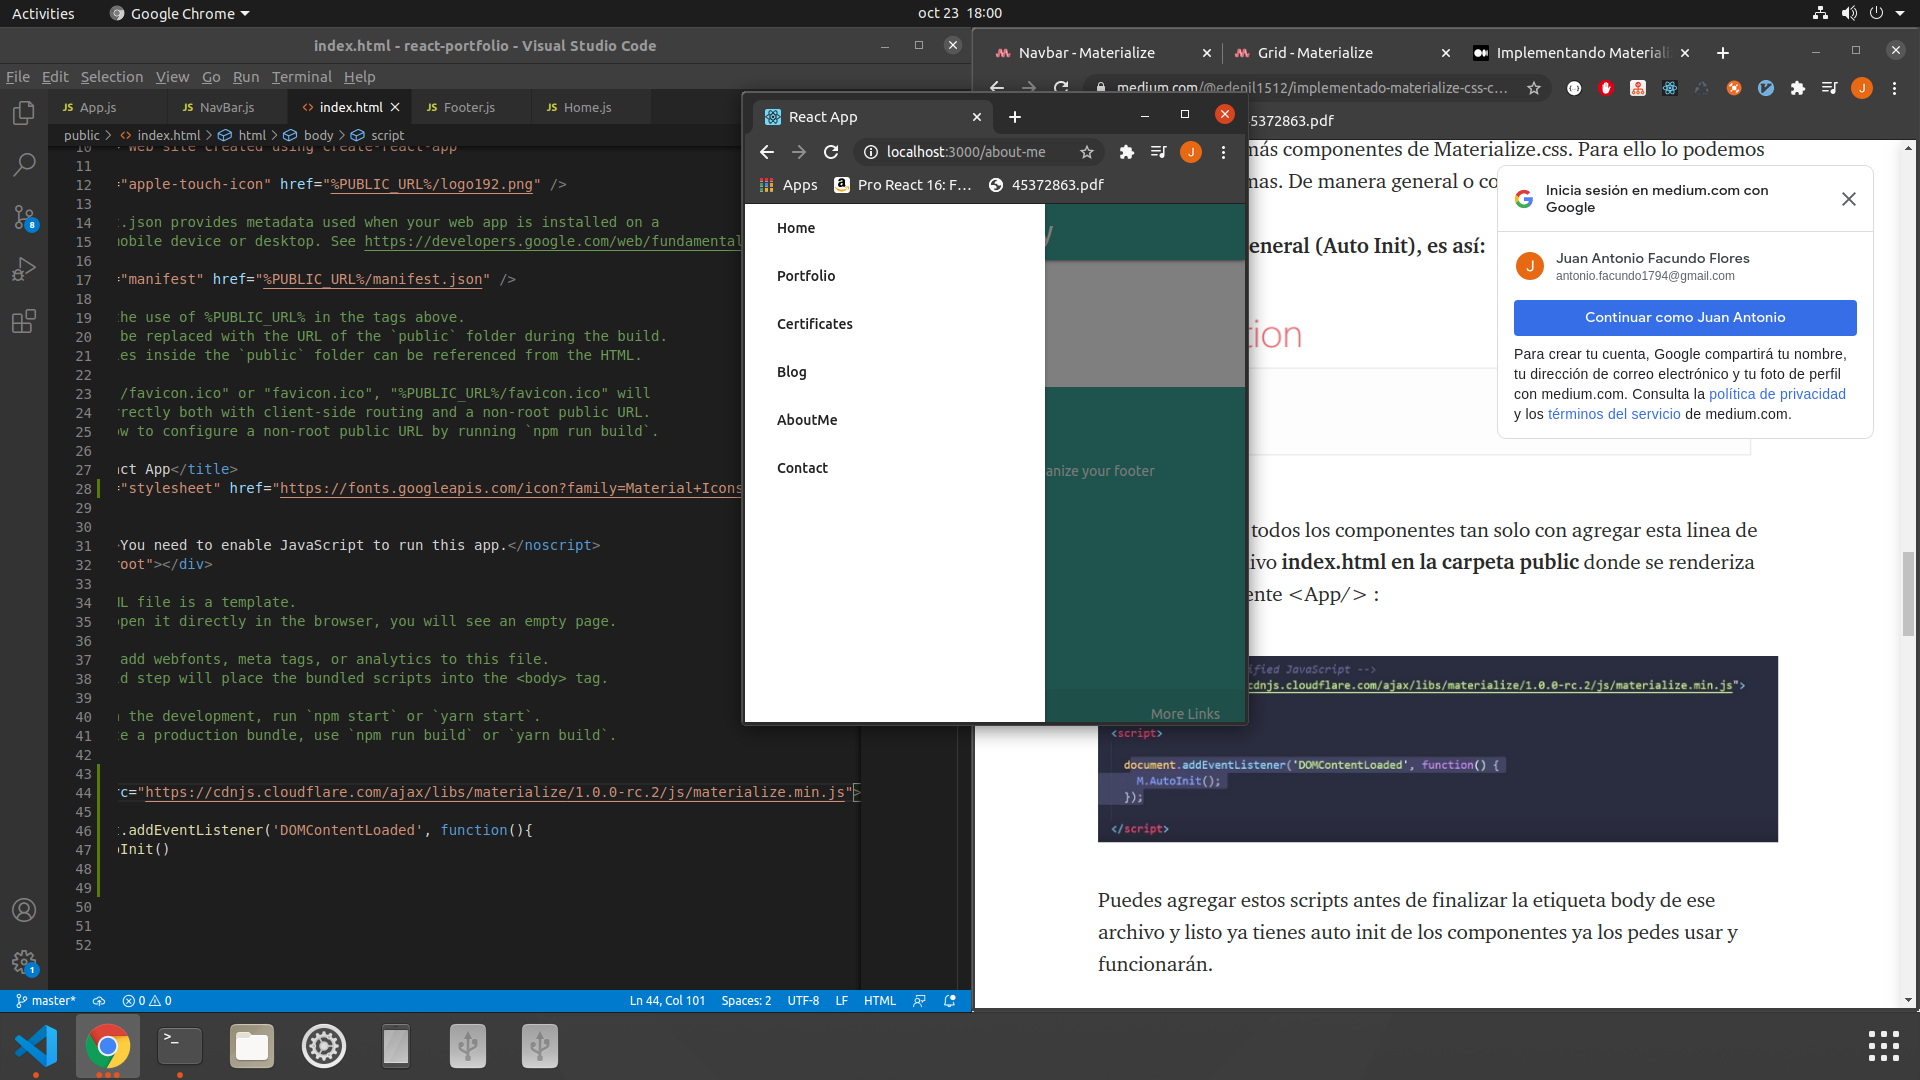 Activities
Google Chrome
oct 23  18:00
index.html - react-portfolio - Visual Studio Code
File Edit Selection View Go Run Terminal Help
JS App.js
JS NavBar.js
<> index.html
JS Footer.js
JS Home.js
public > <> index.html > html > body > script
10 Web site created using create-react-app
11
12 ="apple-touch-icon" href="%PUBLIC_URL%/logo192.png" />
13
14 .json provides metadata used when your web app is installed on a
15 mobile device or desktop. See https://developers.google.com/web/fundamental
16
17 ="manifest" href="%PUBLIC_URL%/manifest.json" />
18
19 the use of %PUBLIC_URL% in the tags above.
20 be replaced with the URL of the `public` folder during the build.
21 es inside the `public` folder can be referenced from the HTML.
22
23 /favicon.ico" or "favicon.ico", "%PUBLIC_URL%/favicon.ico" will
24 rrectly both with client-side routing and a non-root public URL.
25 ow to configure a non-root public URL by running `npm run build`.
26
27 act App</title>
28 ="stylesheet" href="https://fonts.googleapis.com/icon?family=Material+Icons
29
30
31 >You need to enable JavaScript to run this app.</noscript>
32 root"></div>
33
34 ML file is a template.
35 open it directly in the browser, you will see an empty page.
36
37 add webfonts, meta tags, or analytics to this file.
38 ld step will place the bundled scripts into the <body> tag.
39
40 n the development, run `npm start` or `yarn start`.
41 te a production bundle, use `npm run build` or `yarn build`.
42
43
44 rc="https://cdnjs.cloudflare.com/ajax/libs/materialize/1.0.0-rc.2/js/materialize.min.js">
45
46 t.addEventListener('DOMContentLoaded', function(){
47 oInit()
48
49
50
51
52
8
1
master*
0 0
Ln 44, Col 101
Spaces: 2
UTF-8
LF
HTML
React App
localhost:3000/about-me
J
Apps
Pro React 16: F…
45372863.pdf
Home
Portfolio
Certificates
Blog
AboutMe
Contact
y
anize your footer
More Links
Navbar - Materialize
Grid - Materialize
Implementando Materiali
medium.com/@edenil1512/implementado-materialize-css-c…
J
45372863.pdf
más componentes de Materialize.css. Para ello lo podemos
mas. De manera general o co
eneral (Auto Init), es así:
tion
Inicia sesión en medium.com con
Google
J
Juan Antonio Facundo Flores
antonio.facundo1794@gmail.com
Continuar como Juan Antonio
Para crear tu cuenta, Google compartirá tu nombre,
tu dirección de correo electrónico y tu foto de perfil
con medium.com. Consulta la política de privacidad
y los términos del servicio de medium.com.
todos los componentes tan solo con agregar esta linea de
ivo index.html en la carpeta public donde se renderiza
ente <App/> :
ified JavaScript -->
cdnjs.cloudflare.com/ajax/libs/materialize/1.0.0-rc.2/js/materialize.min.js">
<script>
document.addEventListener('DOMContentLoaded', function() {
M.AutoInit();
});
</script>
Puedes agregar estos scripts antes de finalizar la etiqueta body de ese
archivo y listo ya tienes auto init de los componentes ya los pedes usar y
funcionarán.